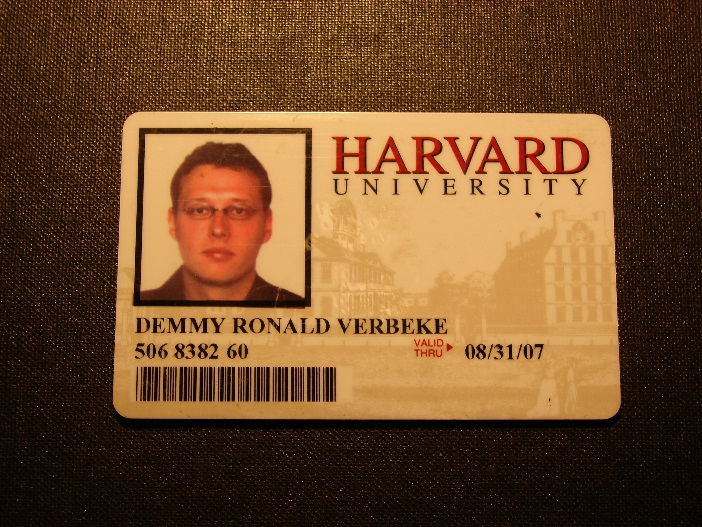 HARVARD
UNIVERSITY
DEMMY RONALD VERBEKE
506 8382 60
VALID
THRU
08/31/07